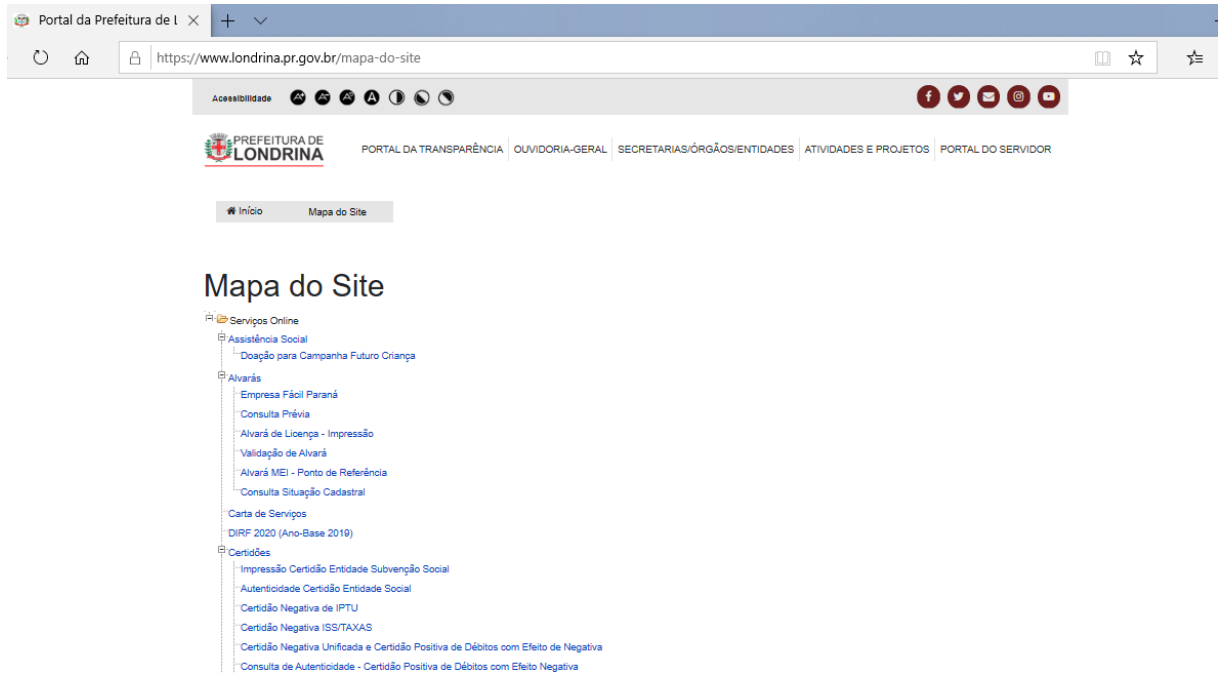 Portal da Prefeitura de L
https://www.londrina.pr.gov.br/mapa-do-site
Acessibilidade
PREFEITURA DE LONDRINA
PORTAL DA TRANSPARÊNCIA OUVIDORIA-GERAL SECRETARIAS/ÓRGÃOS/ENTIDADES ATIVIDADES E PROJETOS PORTAL DO SERVIDOR
Início Mapa do Site
Mapa do Site
Serviços Online
Assistência Social
Doação para Campanha Futuro Criança
Alvarás
Empresa Fácil Paraná
Consulta Prévia
Alvará de Licença - Impressão
Validação de Alvará
Alvará MEI - Ponto de Referência
Consulta Situação Cadastral
Carta de Serviços
DIRF 2020 (Ano-Base 2019)
Certidões
Impressão Certidão Entidade Subvenção Social
Autenticidade Certidão Entidade Social
Certidão Negativa de IPTU
Certidão Negativa ISS/TAXAS
Certidão Negativa Unificada e Certidão Positiva de Débitos com Efeito de Negativa
Consulta de Autenticidade - Certidão Positiva de Débitos com Efeito Negativa